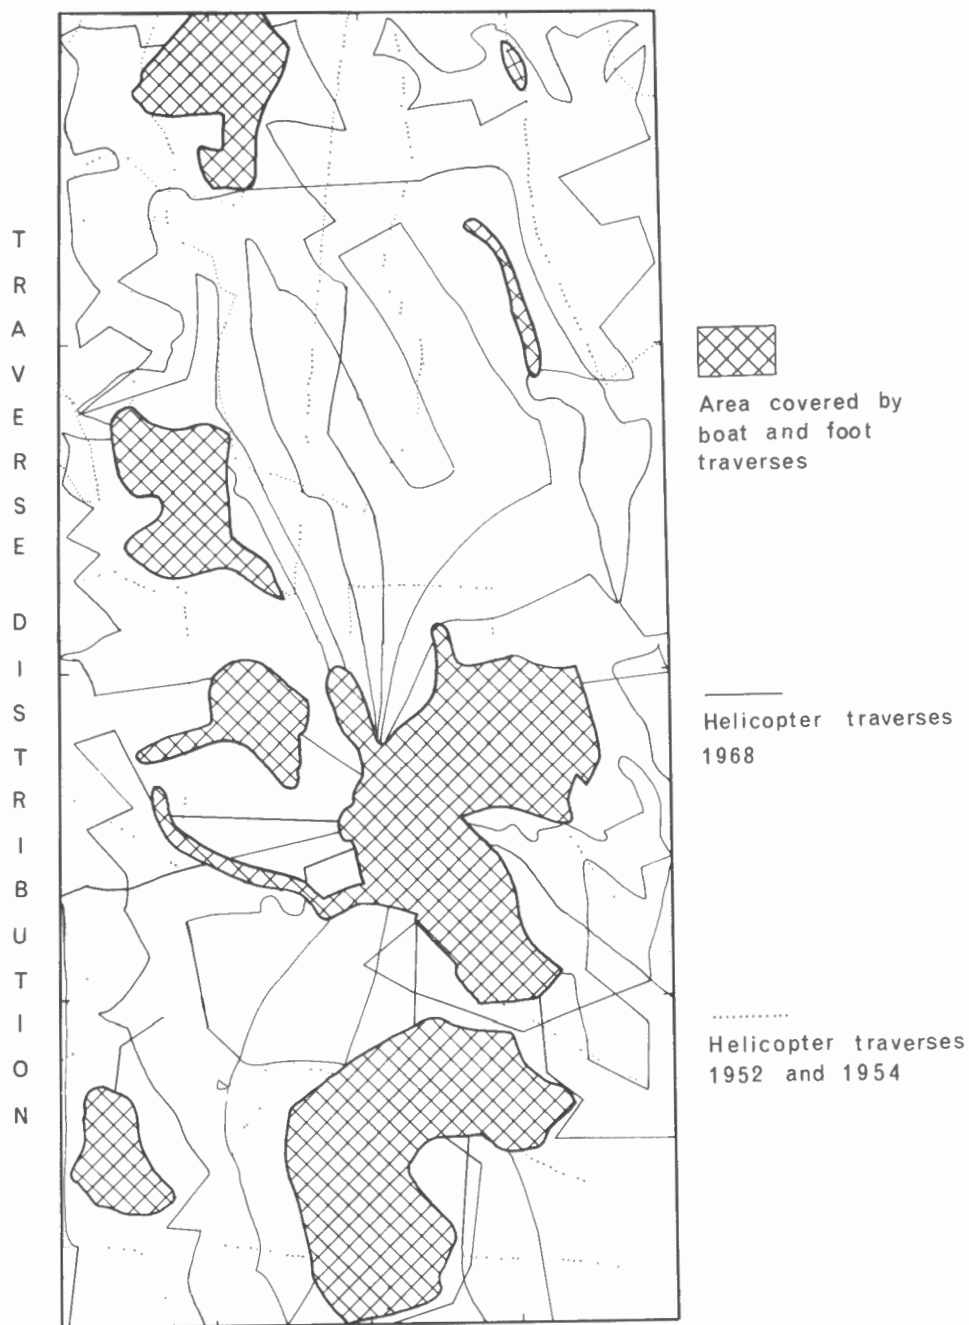 TRAVERSE DISTRIBUTION
Area covered by
boat and foot
traverses
Helicopter traverses
1968
Helicopter traverses
1952 and 1954